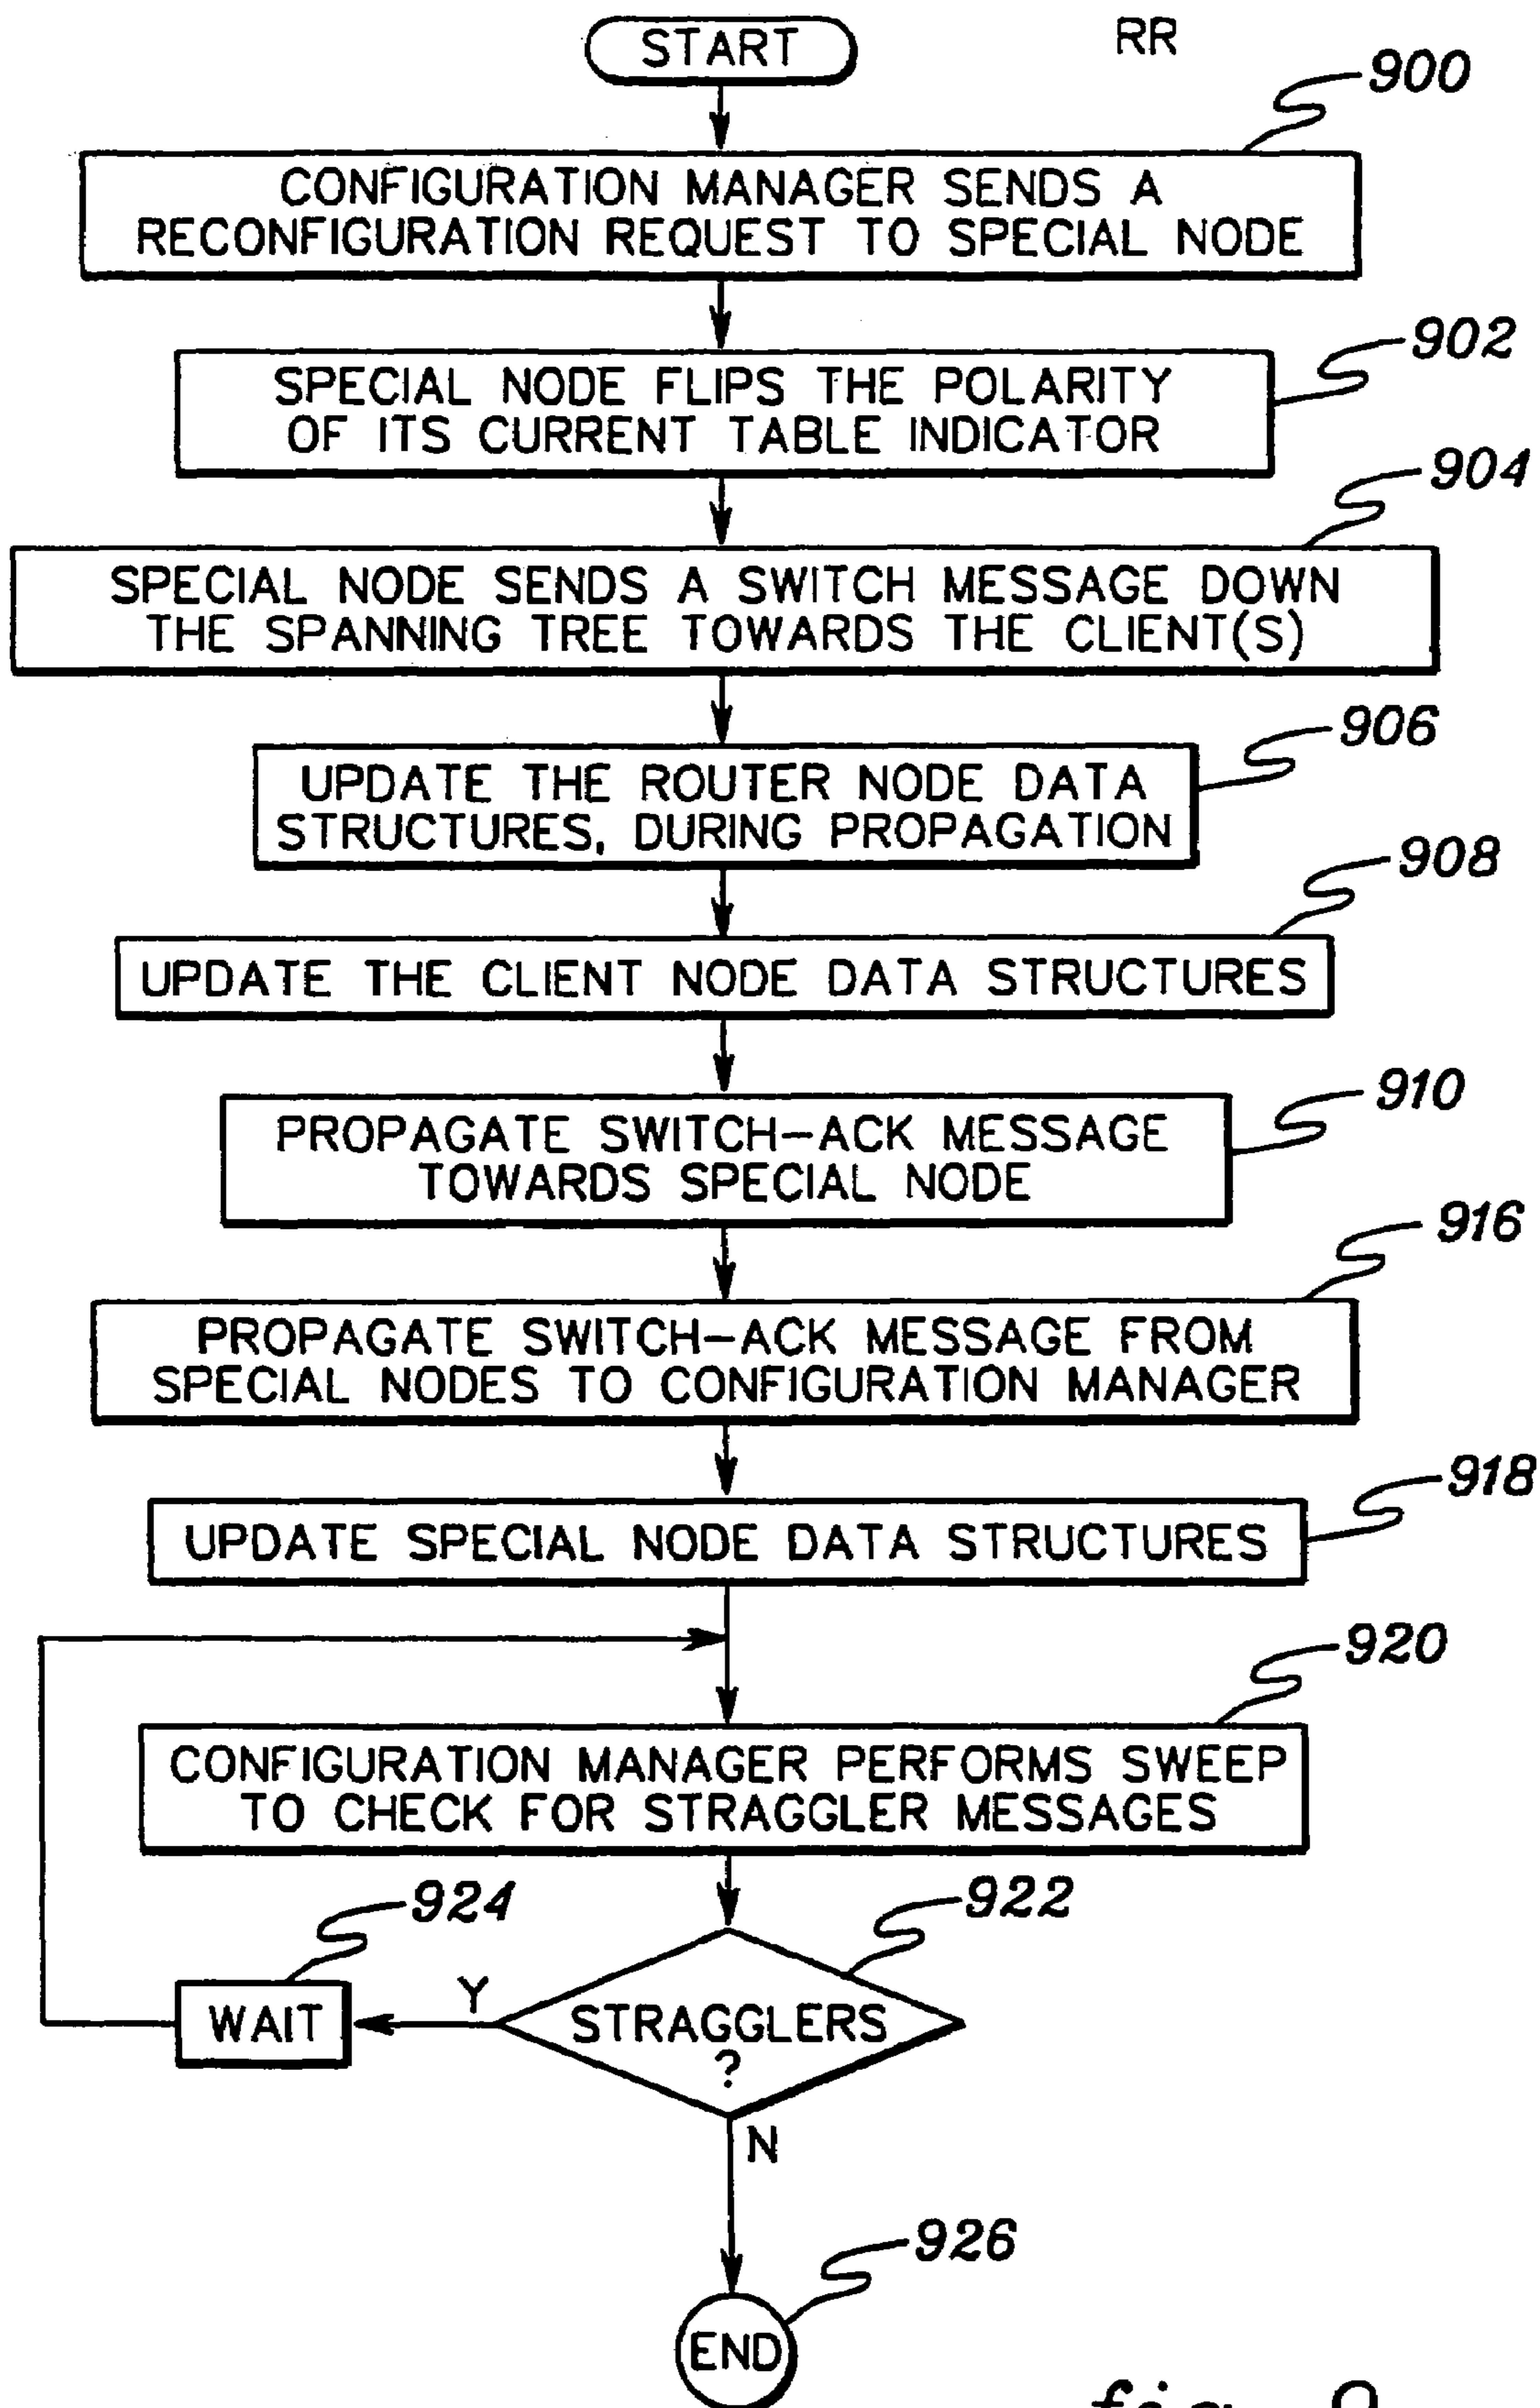 START
RR
900
CONFIGURATION MANAGER SENDS A
RECONFIGURATION REQUEST TO SPECIAL NODE
902
SPECIAL NODE FLIPS THE POLARITY
OF ITS CURRENT TABLE INDICATOR
904
SPECIAL NODE SENDS A SWITCH MESSAGE DOWN
THE SPANNING TREE TOWARDS THE CLIENT(S)
906
UPDATE THE ROUTER NODE DATA
STRUCTURES, DURING PROPAGATION
908
UPDATE THE CLIENT NODE DATA STRUCTURES
910
PROPAGATE SWITCH-ACK MESSAGE
TOWARDS SPECIAL NODE
916
PROPAGATE SWITCH-ACK MESSAGE FROM
SPECIAL NODES TO CONFIGURATION MANAGER
918
UPDATE SPECIAL NODE DATA STRUCTURES
920
CONFIGURATION MANAGER PERFORMS SWEEP
TO CHECK FOR STRAGGLER MESSAGES
924
922
WAIT
Y
STRAGGLERS
?
N
926
END